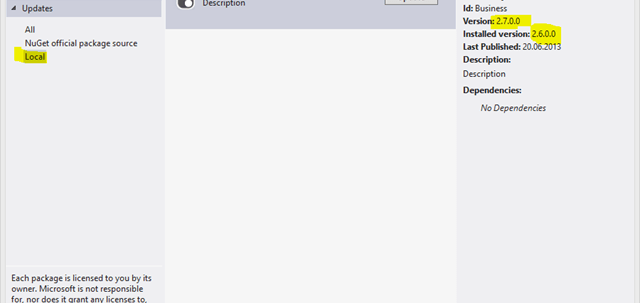 Updates
All
NuGet official package source
Local
Each package is licensed to you by its
owner. Microsoft is not responsible
for, nor does it grant any licenses to,
Description
Id: Business
Version: 2.7.0.0
Installed version: 2.6.0.0
Last Published: 20.06.2013
Description:
Description
Dependencies:
No Dependencies